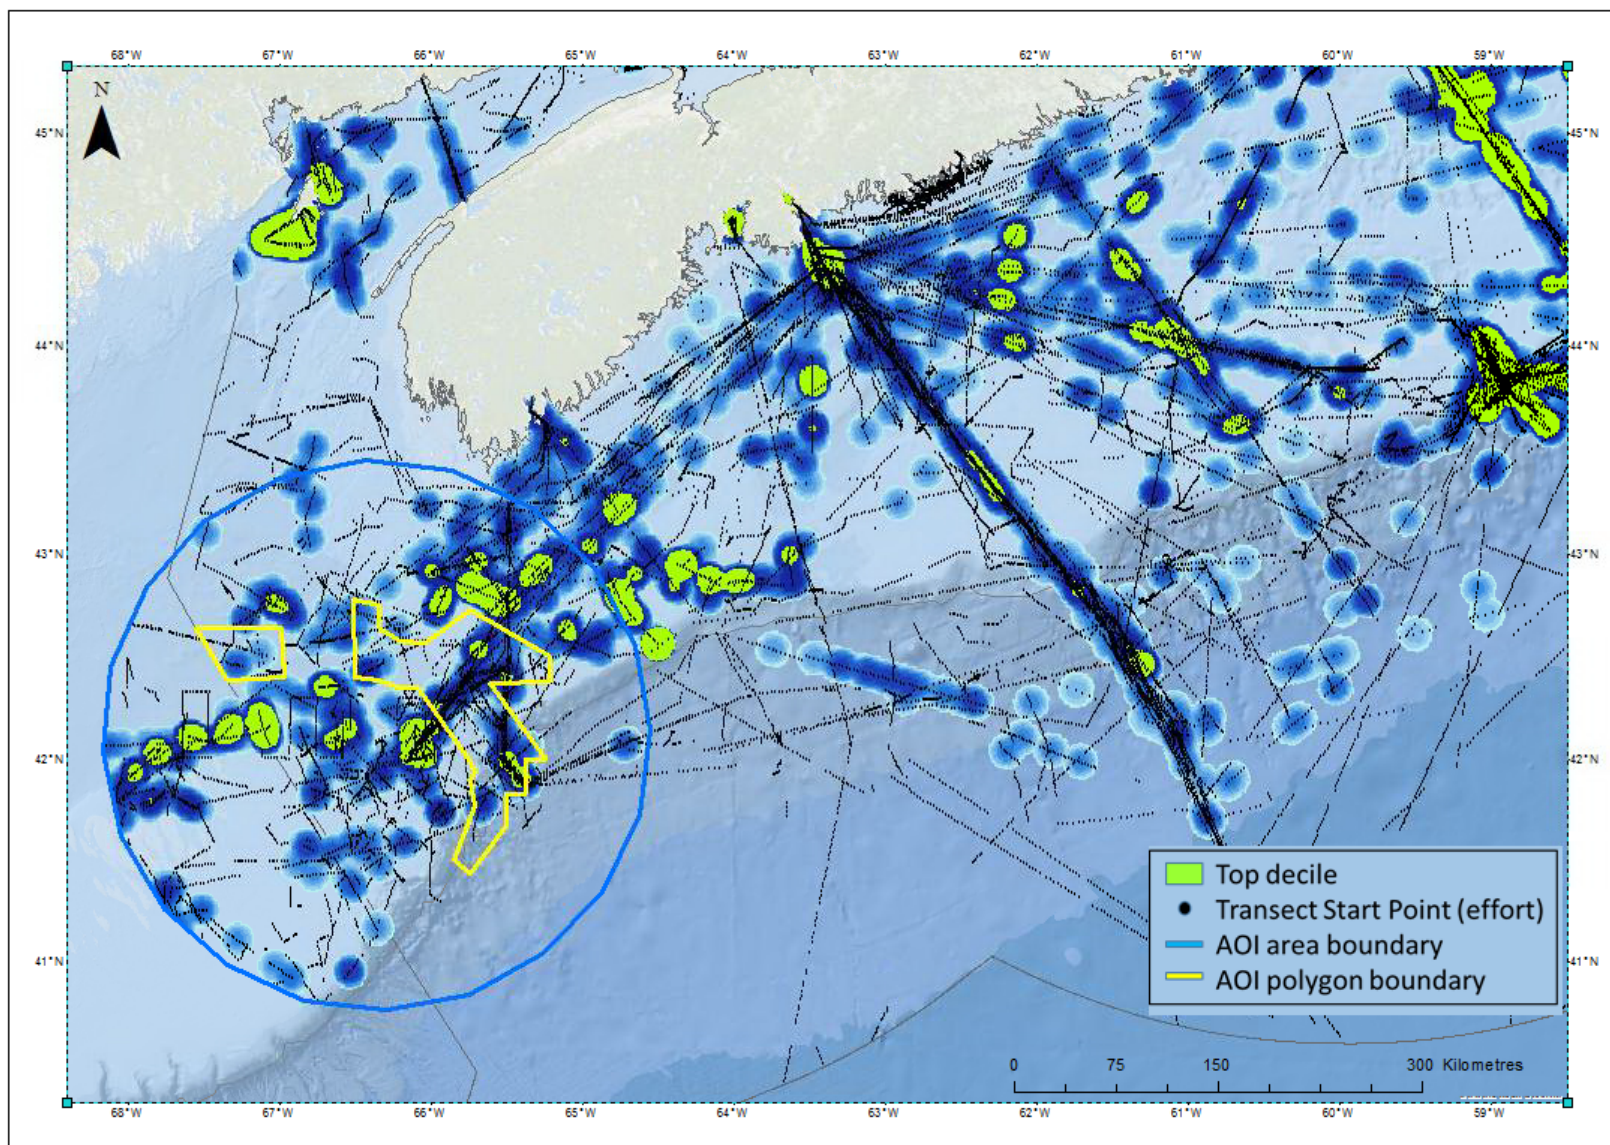 68°W 67°W 66°W 65°W 64°W 63°W 62°W 61°W 60°W 59°W
N
45°N 45°N
44°N 44°N
43°N 43°N
42°N 42°N
Top decile
Transect Start Point (effort)
AOI area boundary
41°N 41°N
AOI polygon boundary
0 75 150 300 Kilometres
68°W 67°W 66°W 65°W 64°W 63°W 62°W 61°W 60°W 59°W